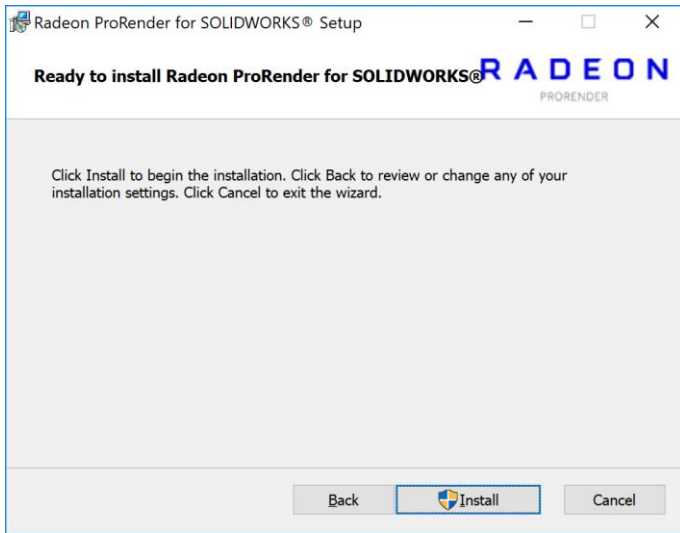 Radeon ProRender for SOLIDWORKS® Setup
Ready to install Radeon ProRender for SOLIDWORKS®
RADEON
PRORENDER
Click Install to begin the installation. Click Back to review or change any of your
installation settings. Click Cancel to exit the wizard.
Back Install Cancel